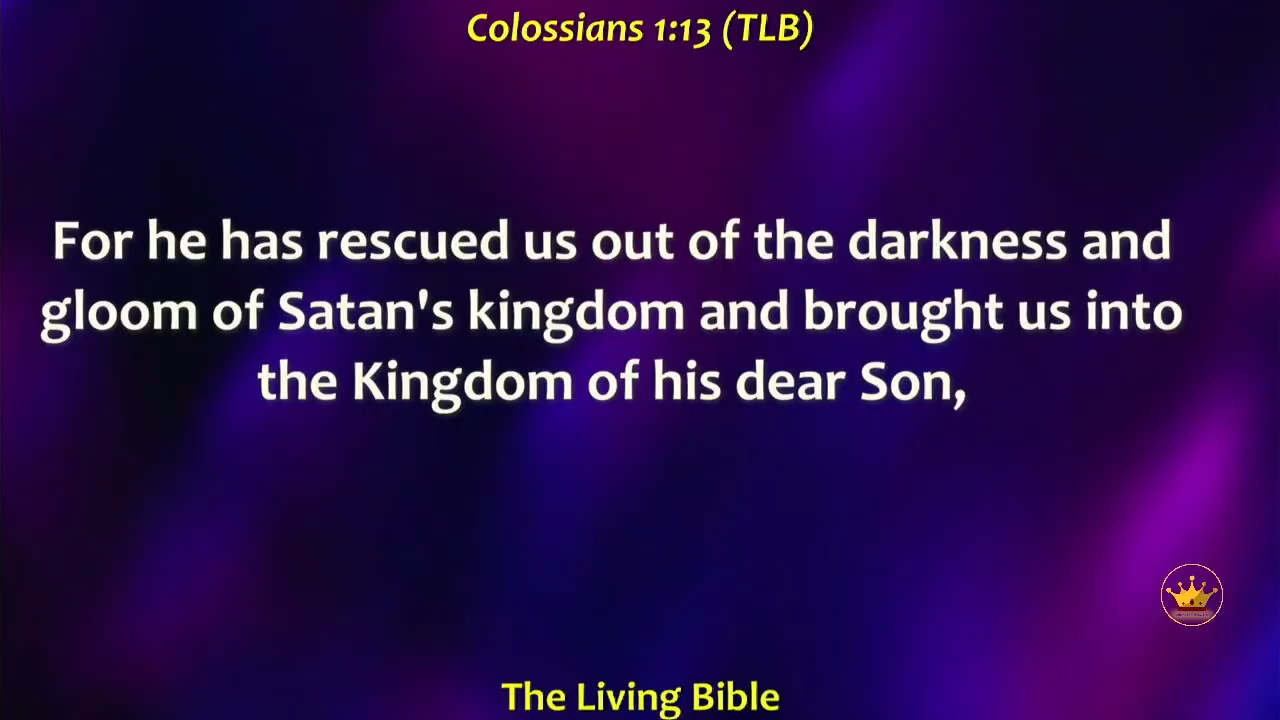 Colossians 1:13 (TLB)
For he has rescued us out of the darkness and
gloom of Satan's kingdom and brought us into
the Kingdom of his dear Son,
The Living Bible